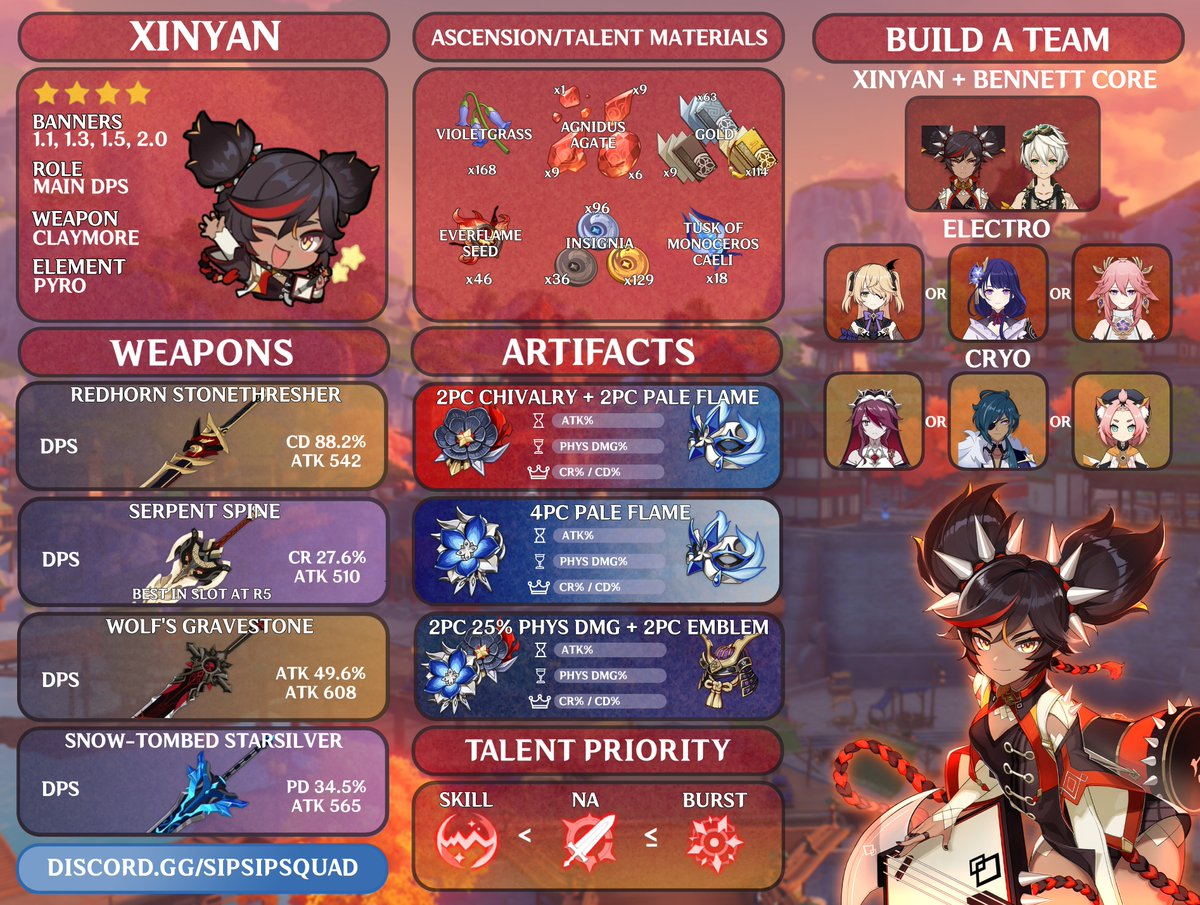 XINYAN
BANNERS
1.1, 1.3, 1.5, 2.0
ROLE
MAIN DPS
WEAPON
CLAYMORE
ELEMENT
PYRO
ASCENSION/TALENT MATERIALS
VIOLETGRASS
x168
x1
x9
AGNIDUS
AGATE
x9
x6
x63
GOLD
x9
x114
EVERFLAME
SEED
x46
x96
INSIGNIA
x36
x129
TUSK OF
MONOCEROS
CAELI
x18
WEAPONS
REDHORN STONETHRESHER
DPS
CD 88.2%
ATK 542
SERPENT SPINE
DPS
CR 27.6%
ATK 510
BEST IN SLOT AT R5
WOLF'S GRAVESTONE
DPS
ATK 49.6%
ATK 608
SNOW-TOMBED STARSILVER
DPS
PD 34.5%
ATK 565
DISCORD.GG/SIPSIPSQUAD
ARTIFACTS
2PC CHIVALRY + 2PC PALE FLAME
ATK%
PHYS DMG%
CR% / CD%
4PC PALE FLAME
ATK%
PHYS DMG%
CR% / CD%
2PC 25% PHYS DMG + 2PC EMBLEM
ATK%
PHYS DMG%
CR% / CD%
TALENT PRIORITY
SKILL < NA ≤ BURST
BUILD A TEAM
XINYAN + BENNETT CORE
ELECTRO
OR OR
CRYO
OR OR